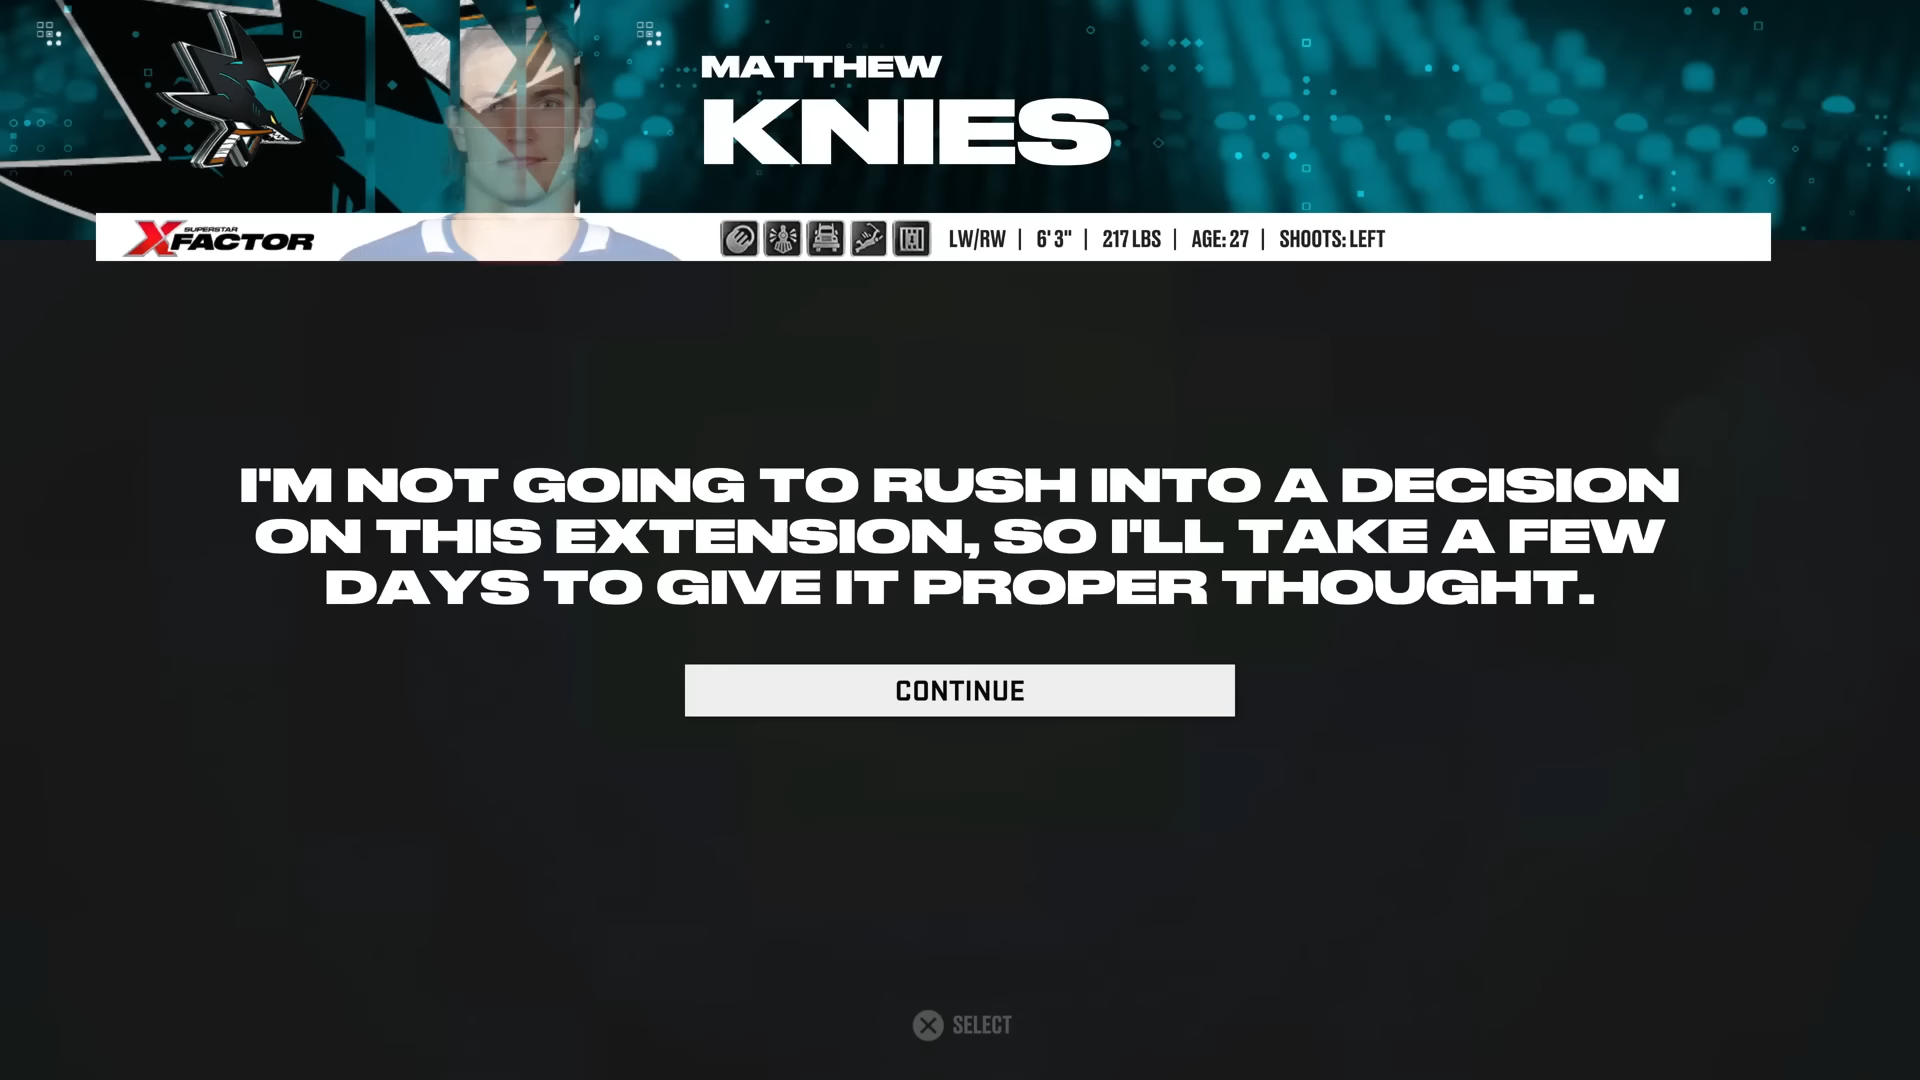 MATTHEW
KNIES
SUPERSTAR
XFACTOR
LW/RW | 6' 3" | 217 LBS | AGE: 27 | SHOOTS: LEFT
I'M NOT GOING TO RUSH INTO A DECISION
ON THIS EXTENSION, SO I'LL TAKE A FEW
DAYS TO GIVE IT PROPER THOUGHT.
CONTINUE
SELECT